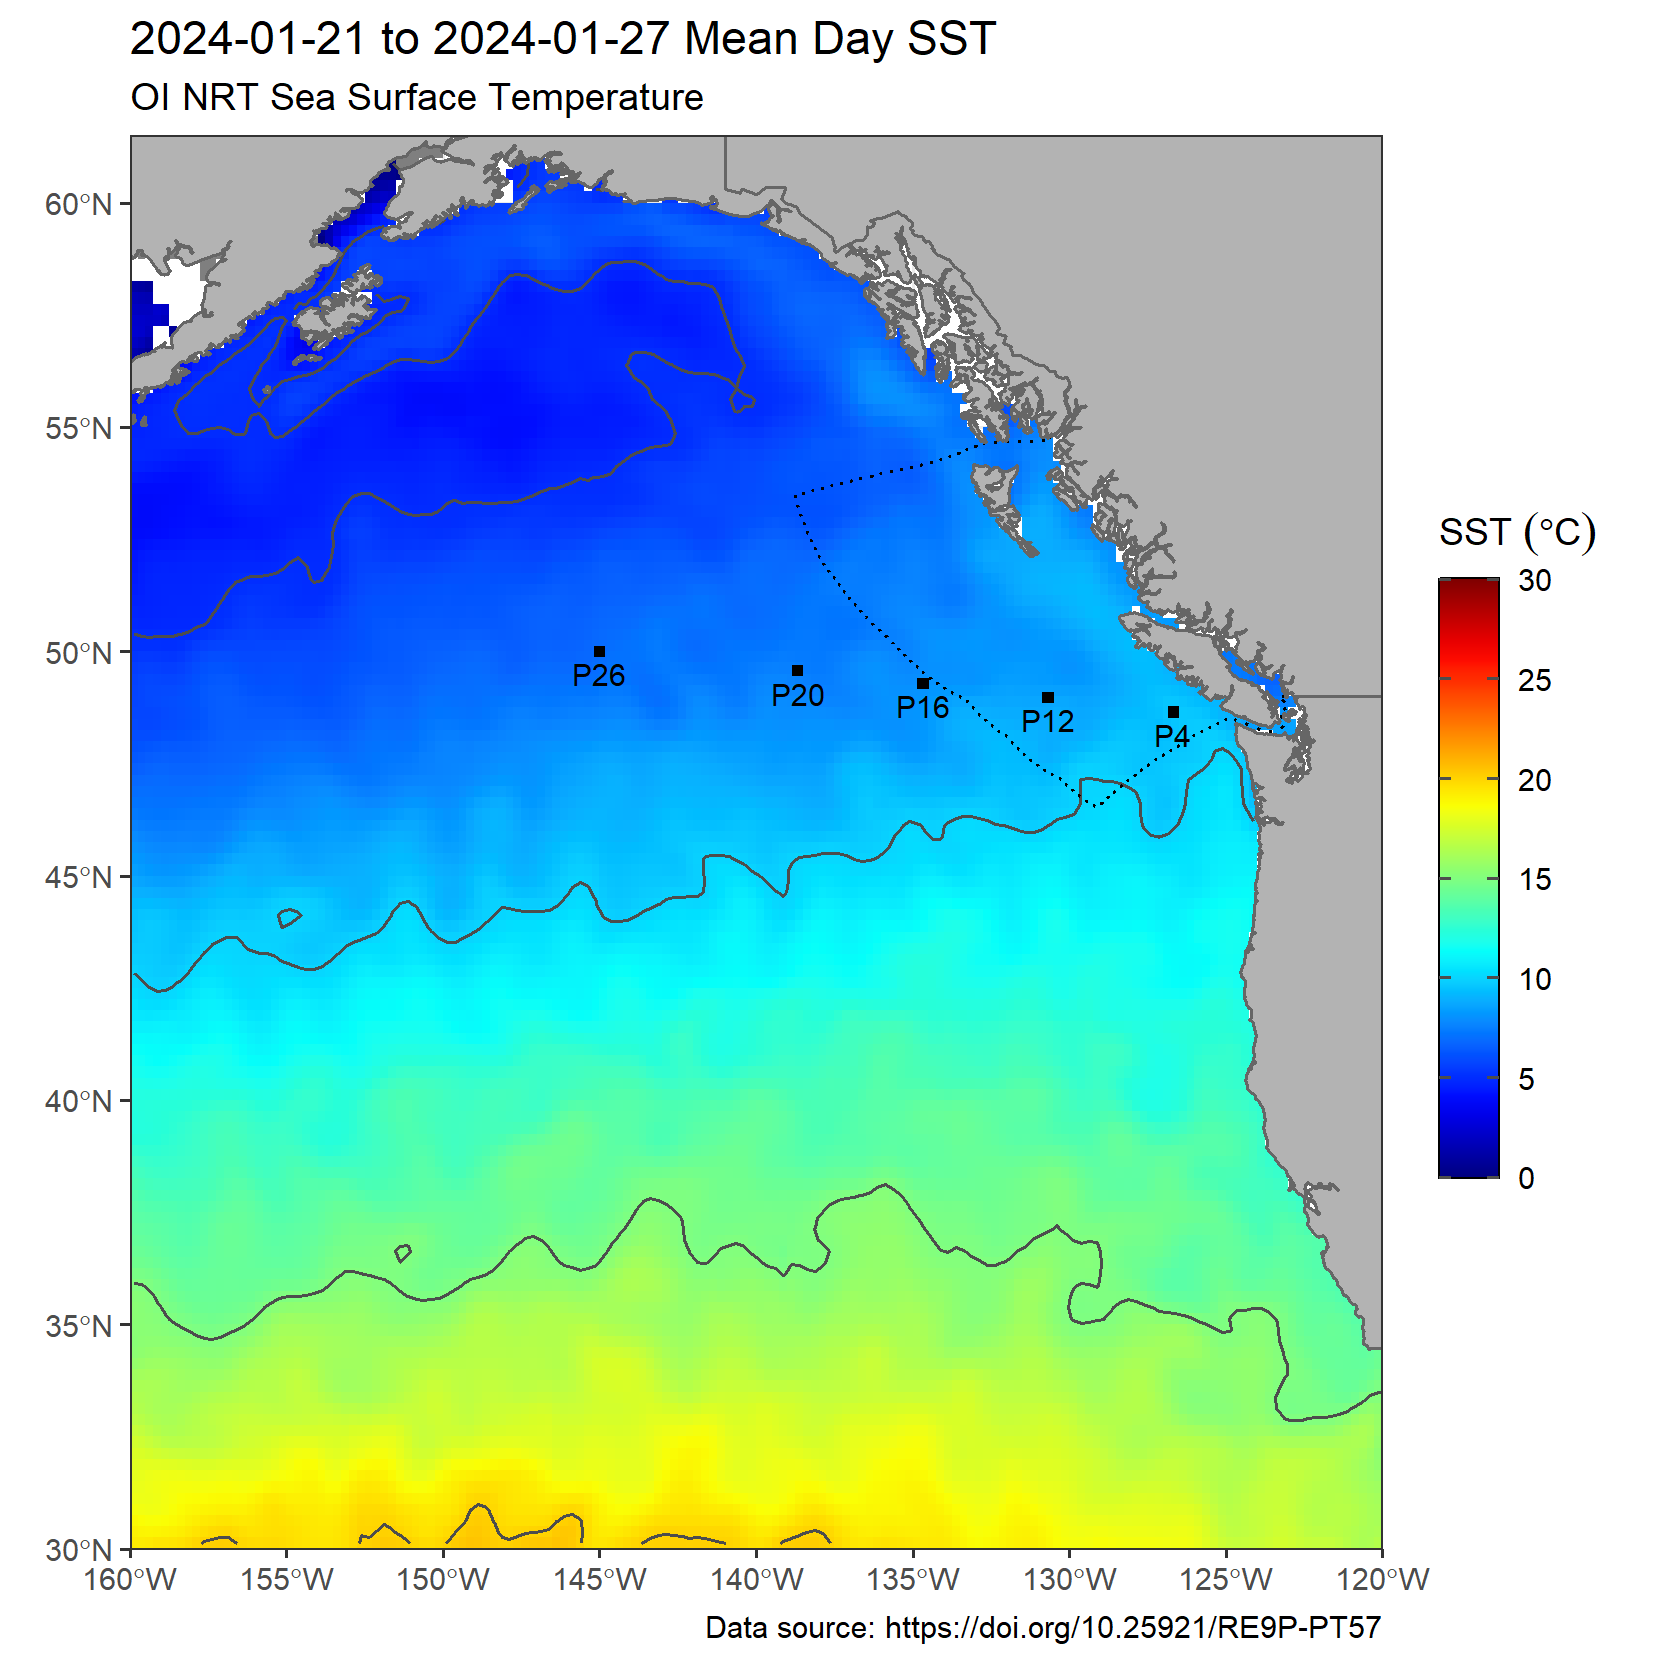 2024-01-21 to 2024-01-27 Mean Day SST
OI NRT Sea Surface Temperature
60°N
55°N
50°N
45°N
40°N
35°N
30°N
P26
P20
P16
P12
P4
160°W 155°W 150°W 145°W 140°W 135°W 130°W 125°W 120°W
SST (°C)
30
25
20
15
10
5
0
Data source: https://doi.org/10.25921/RE9P-PT57